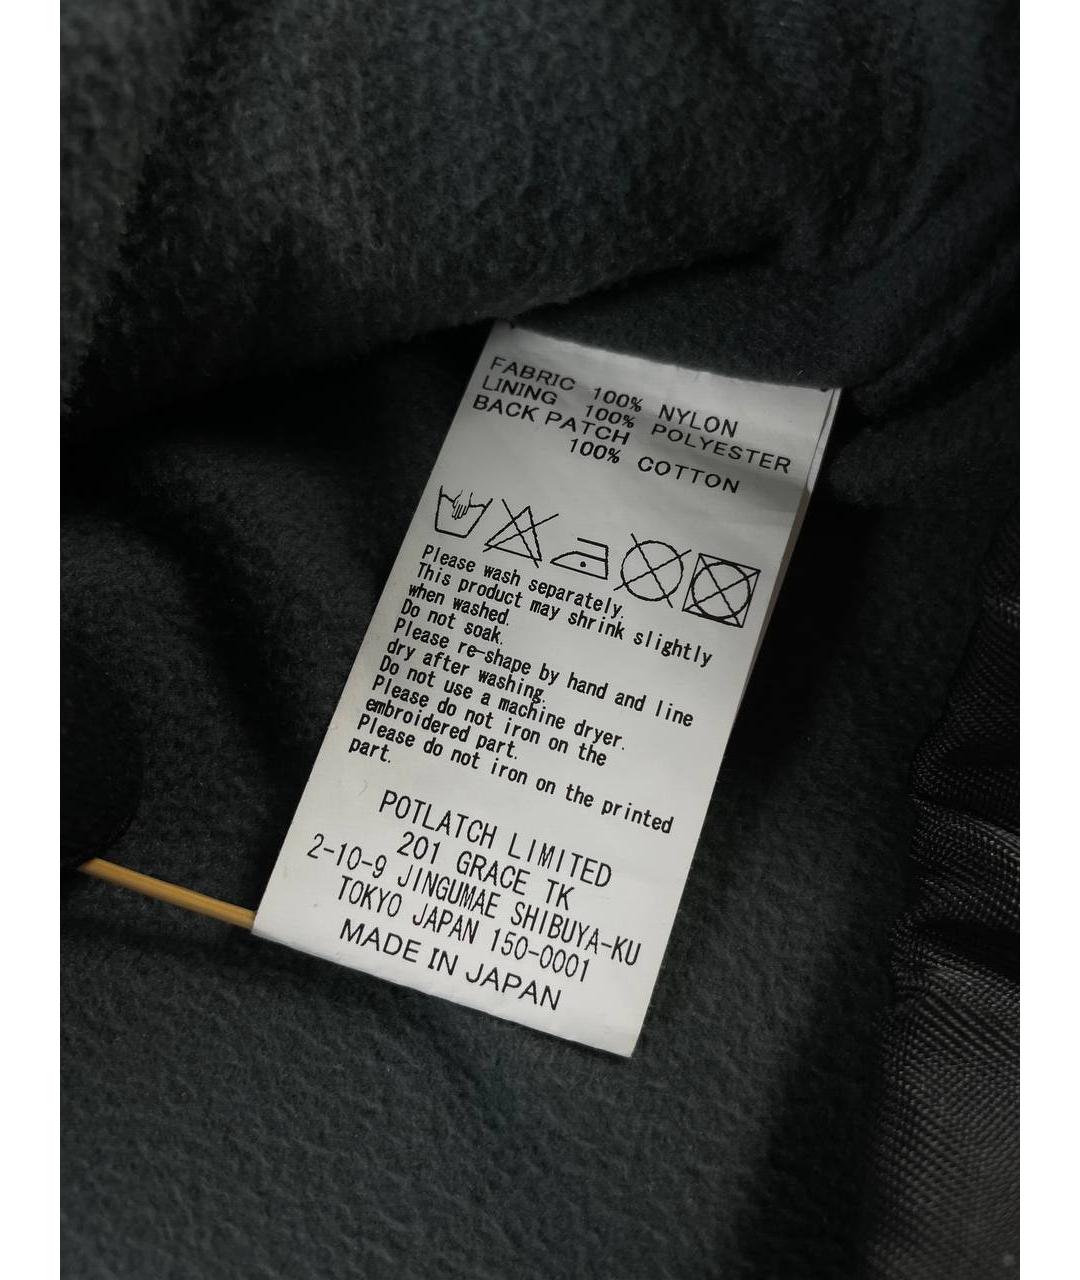 FABRIC 100% NYLON
LINING 100% POLYESTER
BACK PATCH
100% COTTON
Please wash separately.
This product may shrink slightly
when washed.
Do not soak.
Please re-shape by hand and line
dry after washing.
Do not use a machine dryer.
Please do not iron on the
embroidered part.
Please do not iron on the printed
part.
POTLATCH LIMITED
201 GRACE TK
2-10-9 JINGUMAE SHIBUYA-KU
TOKYO JAPAN 150-0001
MADE IN JAPAN